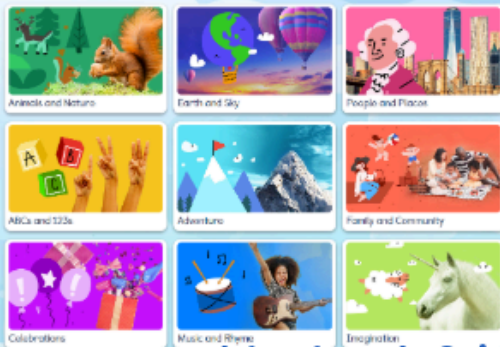 Animals and Nature
Earth and Sky
People and Places
A
B
C
ABCs and 123s
Adventure
Family and Community
Celebrations
Music and Rhyme
Imagination